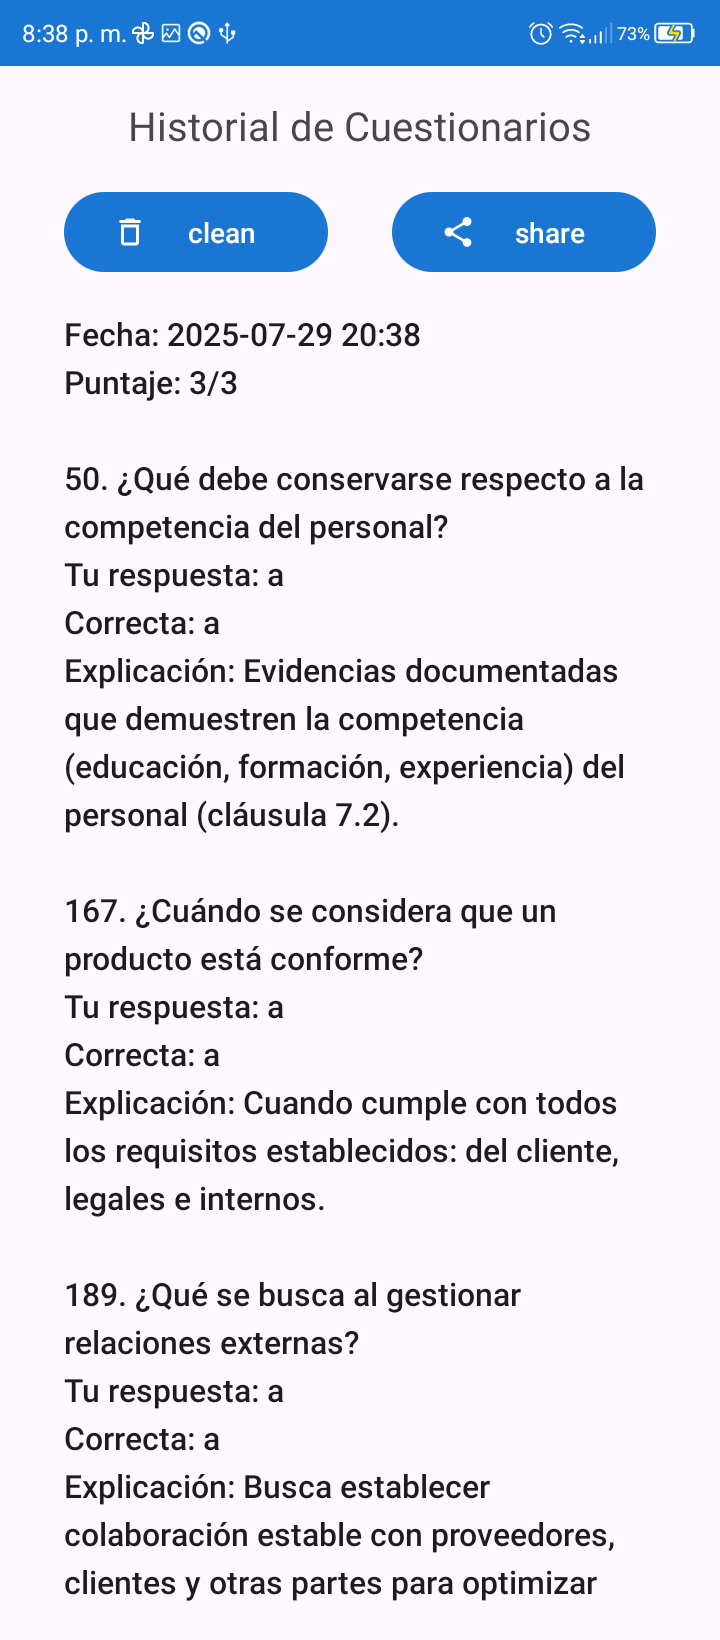 8:38 p. m.
73%
Historial de Cuestionarios
clean
share
Fecha: 2025-07-29 20:38
Puntaje: 3/3
50. ¿Qué debe conservarse respecto a la
competencia del personal?
Tu respuesta: a
Correcta: a
Explicación: Evidencias documentadas
que demuestren la competencia
(educación, formación, experiencia) del
personal (cláusula 7.2).
167. ¿Cuándo se considera que un
producto está conforme?
Tu respuesta: a
Correcta: a
Explicación: Cuando cumple con todos
los requisitos establecidos: del cliente,
legales e internos.
189. ¿Qué se busca al gestionar
relaciones externas?
Tu respuesta: a
Correcta: a
Explicación: Busca establecer
colaboración estable con proveedores,
clientes y otras partes para optimizar